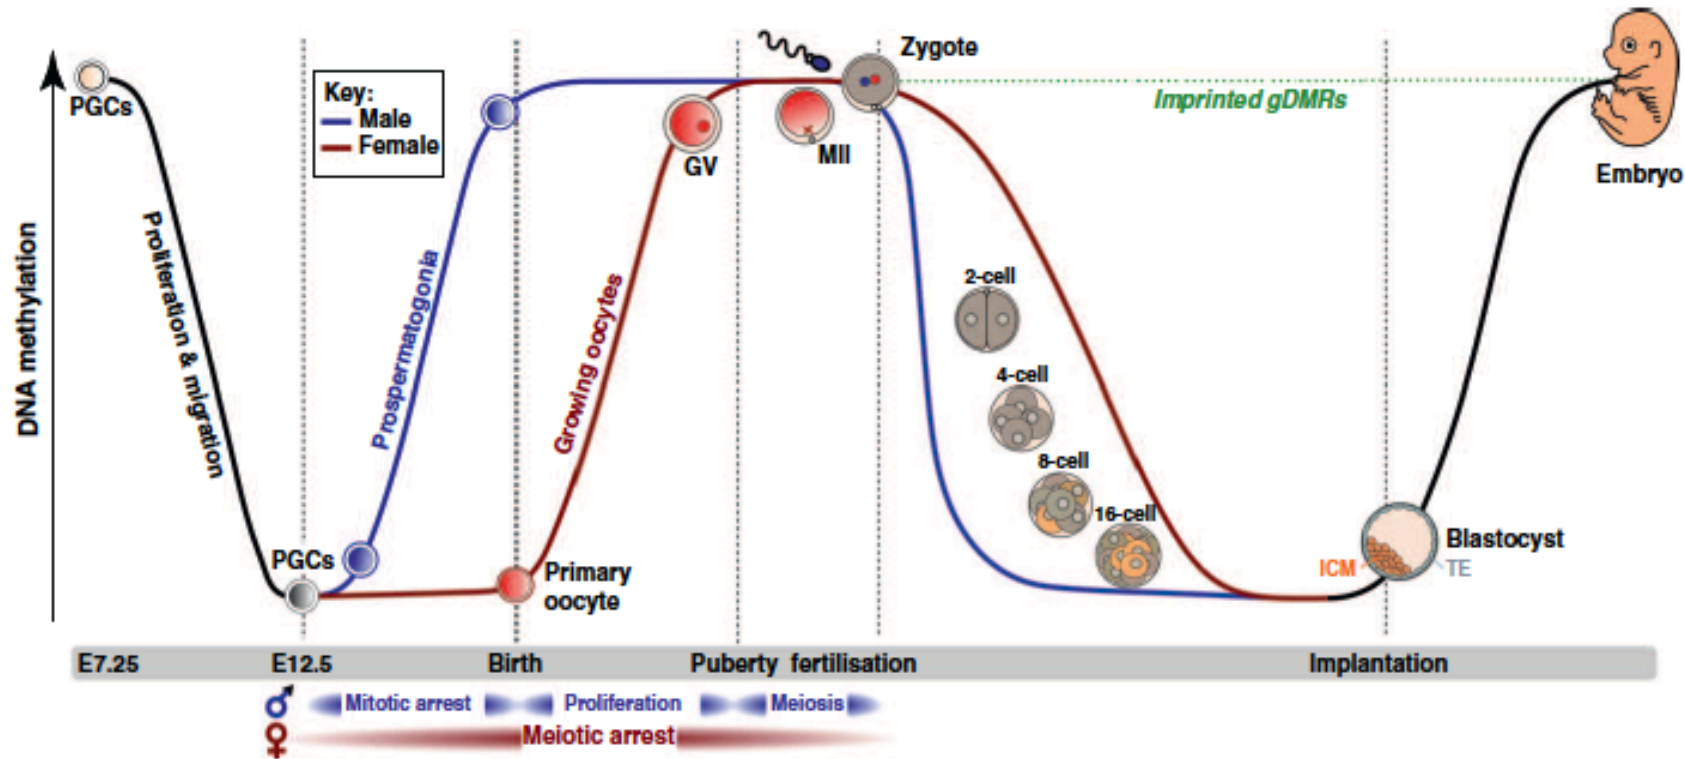 Zygote
PGCs
Key:
Male
Female
Imprinted gDMRs
GV
MII
Embryo
DNA methylation
Proliferation & migration
Prospermatogonia
Growing oocytes
2-cell
4-cell
8-cell
16-cell
PGCs
Primary
oocyte
Blastocyst
ICM
TE
E7.25 E12.5 Birth Puberty fertilisation Implantation
♂ Mitotic arrest Proliferation Meiosis
♀ Meiotic arrest